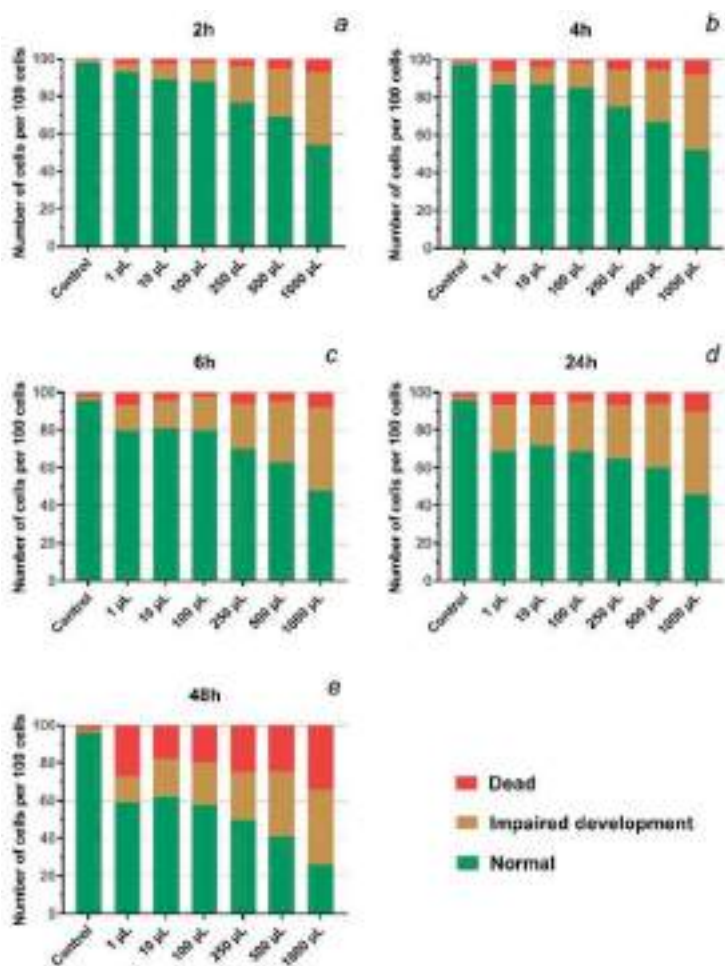 2h
a
Number of cells per 100 cells
100
80
60
40
20
0
Control
1 µL
10 µL
100 µL
250 µL
500 µL
1000 µL
4h
b
Number of cells per 100 cells
100
80
60
40
20
0
Control
1 µL
10 µL
100 µL
250 µL
500 µL
1000 µL
6h
c
Number of cells per 100 cells
100
80
60
40
20
0
Control
1 µL
10 µL
100 µL
250 µL
500 µL
1000 µL
24h
d
Number of cells per 100 cells
100
80
60
40
20
0
Control
1 µL
10 µL
100 µL
250 µL
500 µL
1000 µL
48h
e
Number of cells per 100 cells
100
80
60
40
20
0
Control
1 µL
10 µL
100 µL
250 µL
500 µL
1000 µL
Dead
Impaired development
Normal